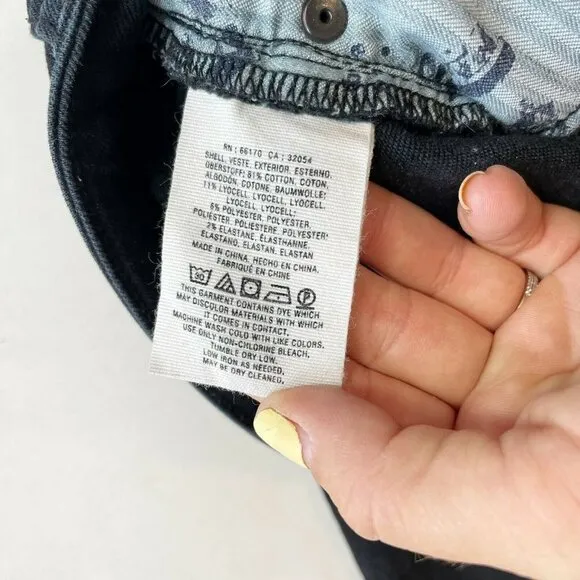 RN: 66170 CA: 32054
SHELL, VESTE, EXTERIOR, ESTERNO,
OBERSTOFF: 81% COTTON, COTON,
ALGODÓN, COTONE, BAUMWOLLE:
11% LYOCELL, LYOCELL, LYOCELL,
LYOCELL, LYOCELL:
6% POLYESTER, POLYESTER,
POLIÉSTER, POLIESTERE, POLYESTER:
2% ELASTANE, ÉLASTHANNE,
ELASTANO, ELASTAN, ELASTAN
MADE IN CHINA, HECHO EN CHINA,
FABRIQUÉ EN CHINE
30
P
THIS GARMENT CONTAINS DYE WHICH
MAY DISCOLOR MATERIALS WITH WHICH
IT COMES IN CONTACT.
MACHINE WASH COLD WITH LIKE COLORS.
USE ONLY NON-CHLORINE BLEACH.
TUMBLE DRY LOW.
LOW IRON AS NEEDED.
MAY BE DRY CLEANED.